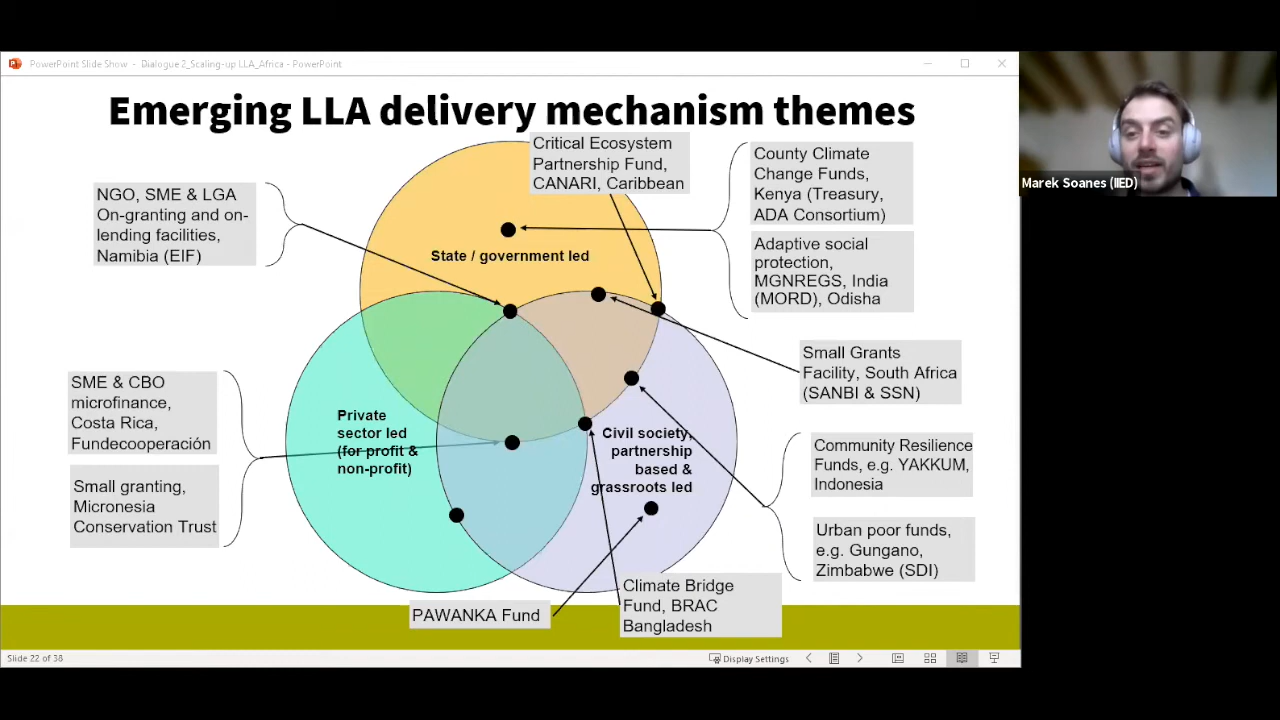 PowerPoint Slide Show - Dialogue 2_Scaling-up LLA_Africa - PowerPoint
Emerging LLA delivery mechanism themes
Critical Ecosystem
Partnership Fund,
CANARI, Caribbean
County Climate
Change Funds,
Kenya (Treasury,
ADA Consortium)
NGO, SME & LGA
On-granting and on-
lending facilities,
Namibia (EIF)
State / government led
Adaptive social
protection,
MGNREGS, India
(MORD), Odisha
Small Grants
Facility, South Africa
(SANBI & SSN)
SME & CBO
microfinance,
Costa Rica,
Fundecooperación
Private
sector led
(for profit &
non-profit)
Civil society,
partnership
based &
grassroots led
Community Resilience
Funds, e.g. YAKKUM,
Indonesia
Small granting,
Micronesia
Conservation Trust
Urban poor funds,
e.g. Gungano,
Zimbabwe (SDI)
PAWANKA Fund
Climate Bridge
Fund, BRAC
Bangladesh
Slide 22 of 38
Display Settings
Marek Soanes (IIED)